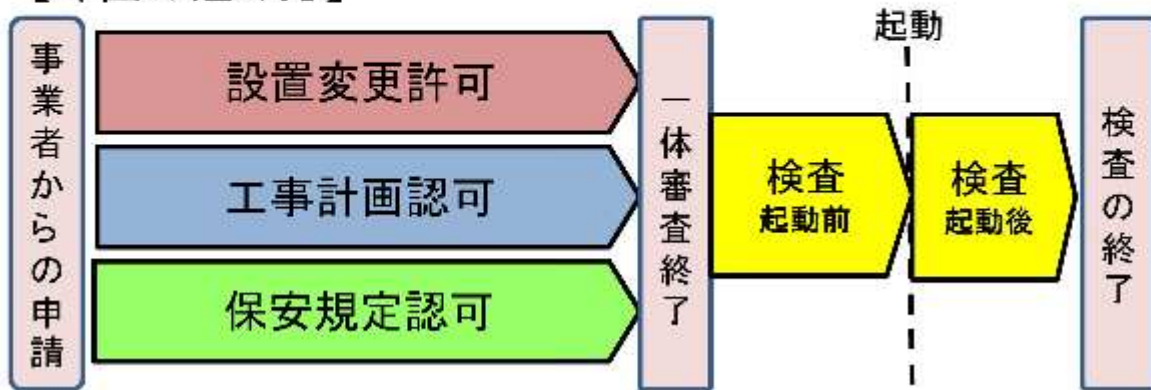 事業者からの申請
設置変更許可
工事計画認可
保安規定認可
一体審査終了
起動
検査
起動前
検査
起動後
検査の終了